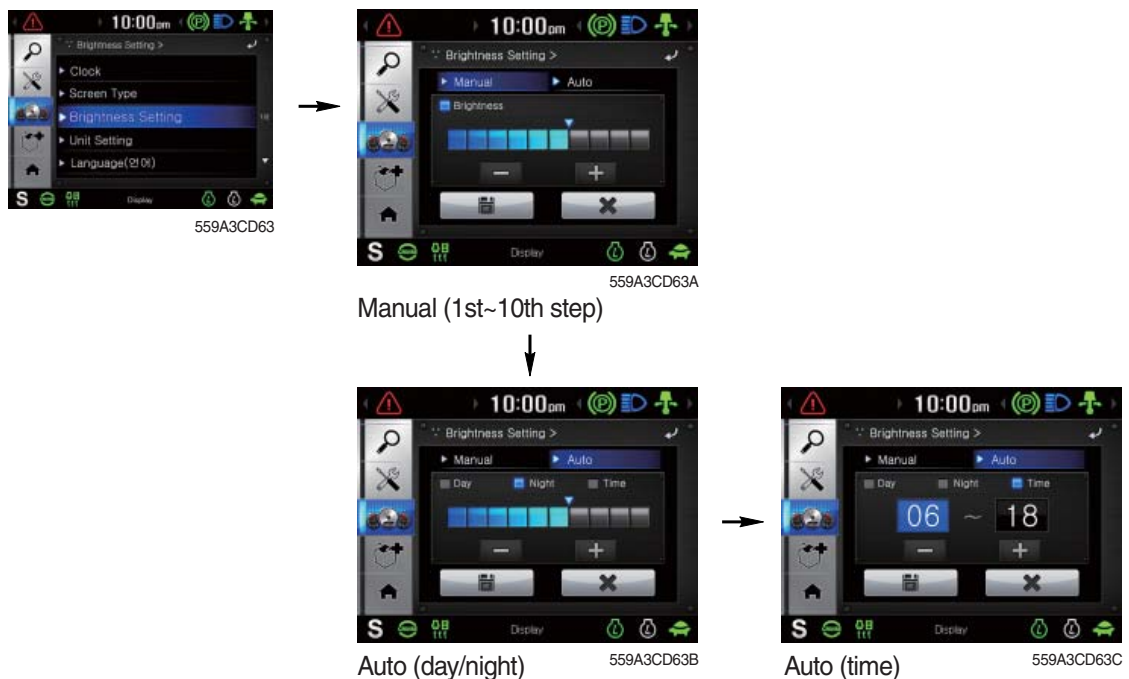 10:00pm
Brightness Setting >
Clock
Screen Type
Brightness Setting
Unit Setting
Language(언어)
S
Display
559A3CD63
10:00pm
Brightness Setting >
Manual
Auto
Brightness
S
Display
559A3CD63A
Manual (1st~10th step)
10:00pm
Brightness Setting >
Manual
Auto
Day
Night
Time
S
Display
559A3CD63B
Auto (day/night)
10:00pm
Brightness Setting >
Manual
Auto
Day
Night
Time
06 ~ 18
S
Display
559A3CD63C
Auto (time)